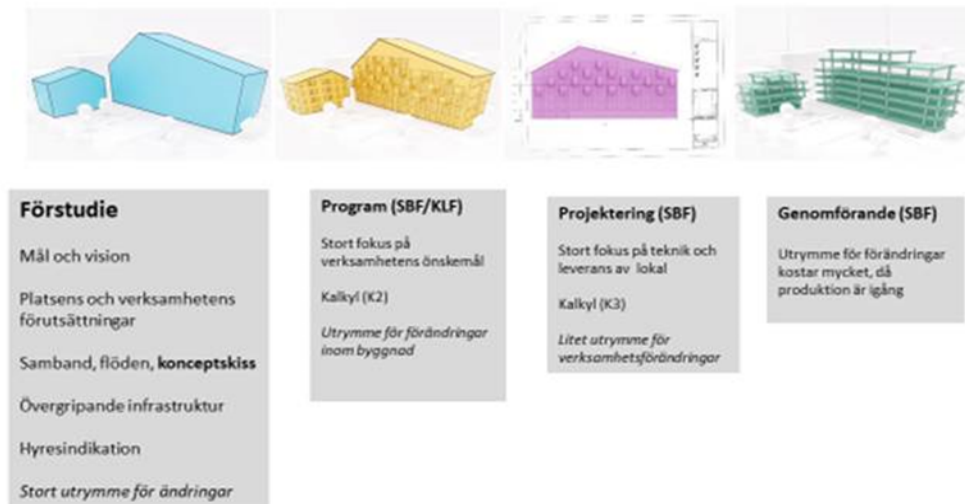 Förstudie
Mål och vision
Platsens och verksamhetens
förutsättningar
Samband, flöden, konceptskiss
Övergripande infrastruktur
Hyresindikation
Stort utrymme för ändringar
Program (SBF/KLF)
Stort fokus på
verksamhetens önskemål
Kalkyl (K2)
Utrymme för förändringar
inom byggnad
Projektering (SBF)
Stort fokus på teknik och
leverans av lokal
Kalkyl (K3)
Litet utrymme för
verksamhetsförändringar
Genomförande (SBF)
Utrymme för förändringar
kostar mycket, då
produktion är igång